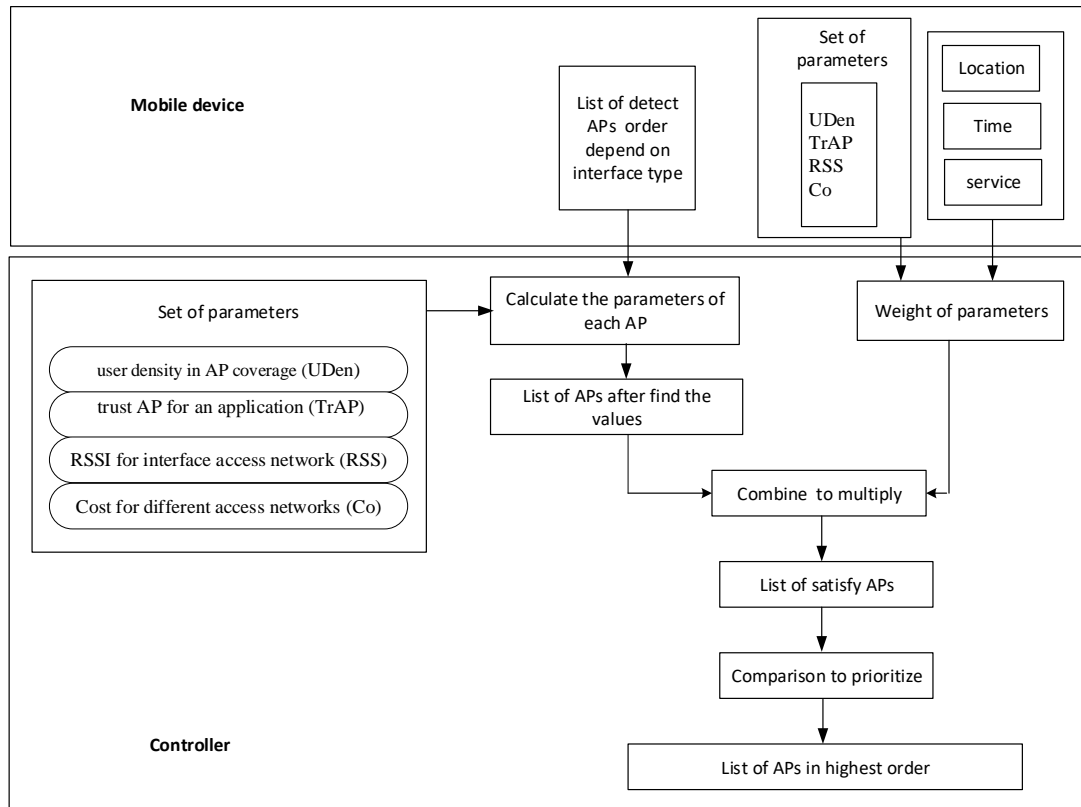 Mobile device
List of detect
APs order
depend on
interface type
Set of
parameters
UDen
TrAP
RSS
Co
Location
Time
service
Set of parameters
user density in AP coverage (UDen)
trust AP for an application (TrAP)
RSSI for interface access network (RSS)
Cost for different access networks (Co)
Calculate the parameters of
each AP
Weight of parameters
List of APs after find the
values
Combine to multiply
List of satisfy APs
Comparison to prioritize
List of APs in highest order
Controller